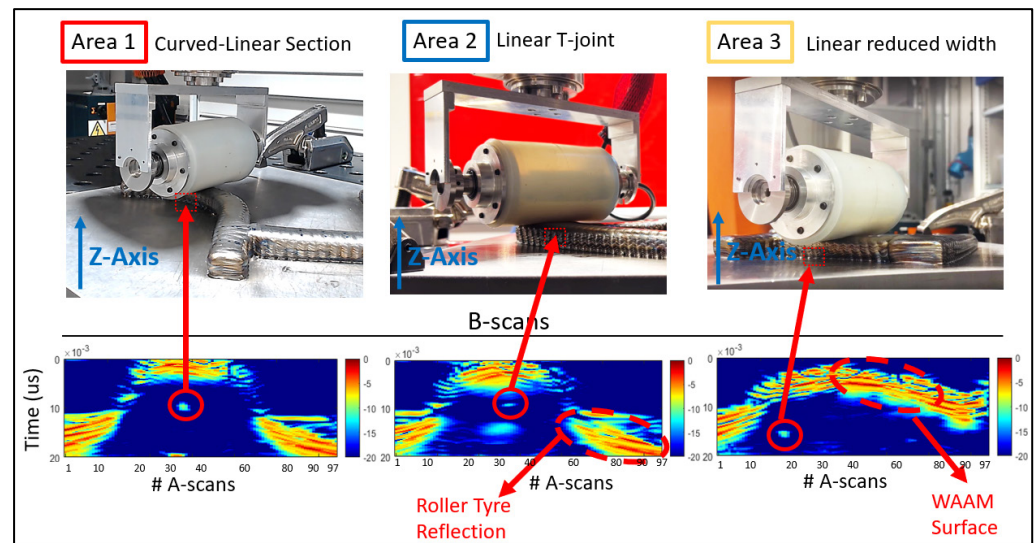 Area 1 Curved-Linear Section
Area 2 Linear T-joint
Area 3 Linear reduced width
Z-Axis
Z-Axis
Z-Axis
B-scans
Time (us)
× 10⁻³
0
10
20
1 10 20 30 40 60 80 90 97
# A-scans
0
-5
-10
-15
-20
× 10⁻³
0
10
20
1 10 20 30 40 60 80 90 97
# A-scans
0
-5
-10
-15
-20
× 10⁻³
0
10
20
1 10 20 30 40 60 80 90 97
# A-scans
0
-5
-10
-15
-20
Roller Tyre
Reflection
WAAM
Surface